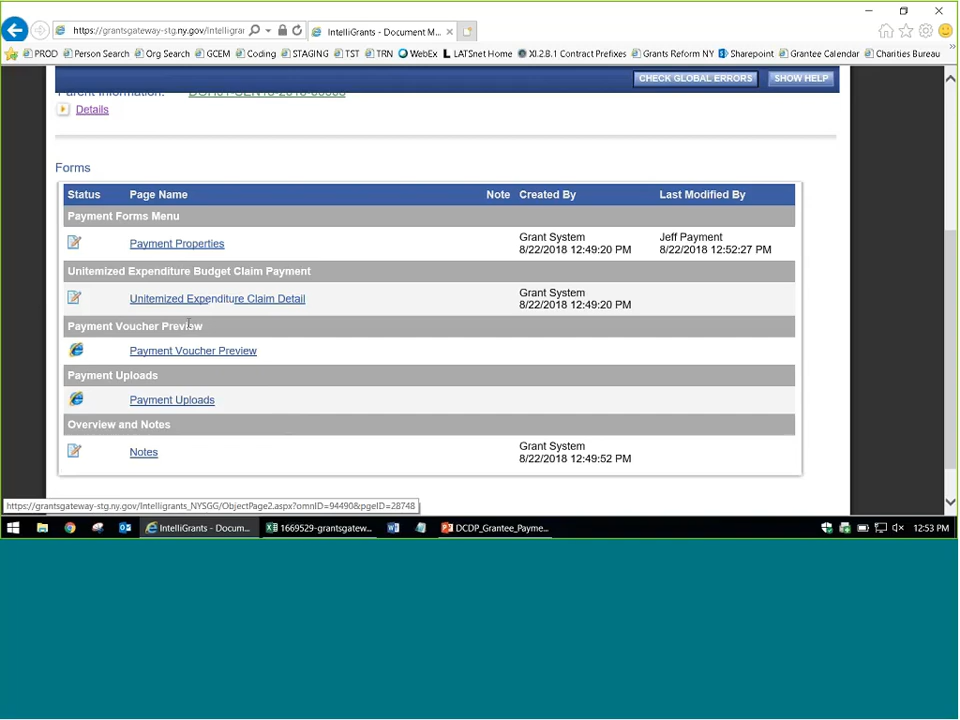 https://grantsgateway-stg.ny.gov/Intelligrar
IntelliGrants - Document M...
PROD Person Search Org Search GCEM Coding STAGING TST TRN WebEx LATSnet Home XI.2.8.1 Contract Prefixes Grants Reform NY Sharepoint Grantee Calendar Charities Bureau
CHECK GLOBAL ERRORS SHOW HELP
Parent Information:
Details
Forms
Status Page Name Note Created By Last Modified By
Payment Forms Menu
Payment Properties Grant System Jeff Payment
8/22/2018 12:49:20 PM 8/22/2018 12:52:27 PM
Unitemized Expenditure Budget Claim Payment
Unitemized Expenditure Claim Detail Grant System
8/22/2018 12:49:20 PM
Payment Voucher Preview
Payment Voucher Preview
Payment Uploads
Payment Uploads
Overview and Notes
Notes Grant System
8/22/2018 12:49:52 PM
https://grantsgateway-stg.ny.gov/Intelligrants_NYSGG/ObjectPage2.aspx?omnID=94490&pgeID=28748
IntelliGrants - Docum... 1669529-grantsgatew... DCDP_Grantee_Payme... 12:53 PM